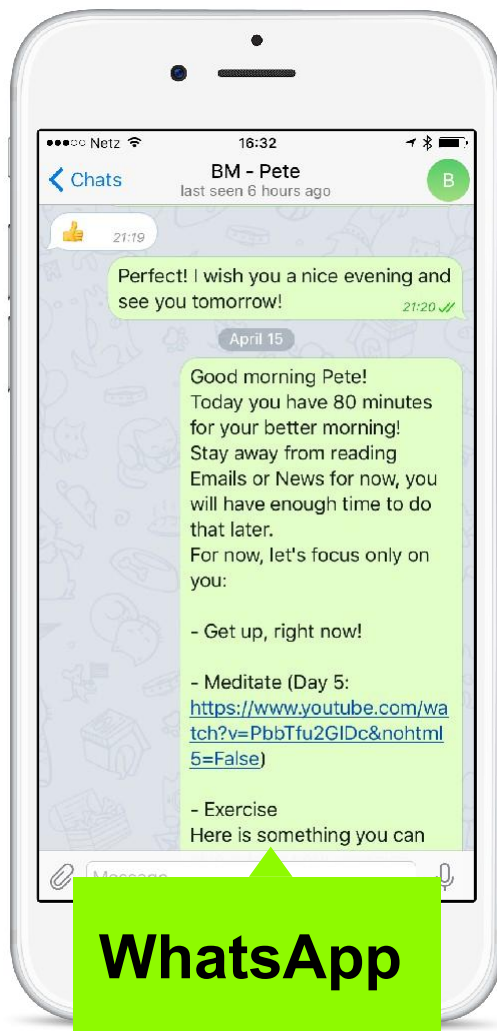 ●●●○○ Netz 16:32
Chats
BM - Pete
last seen 6 hours ago
B
👍 21:19
Perfect! I wish you a nice evening and
see you tomorrow!
21:20
April 15
Good morning Pete!
Today you have 80 minutes
for your better morning!
Stay away from reading
Emails or News for now, you
will have enough time to do
that later.
For now, let's focus only on
you:
- Get up, right now!
- Meditate (Day 5:
https://www.youtube.com/wa
tch?v=PbbTfu2GlDc&nohtml
5=False)
- Exercise
Here is something you can
Message
WhatsApp